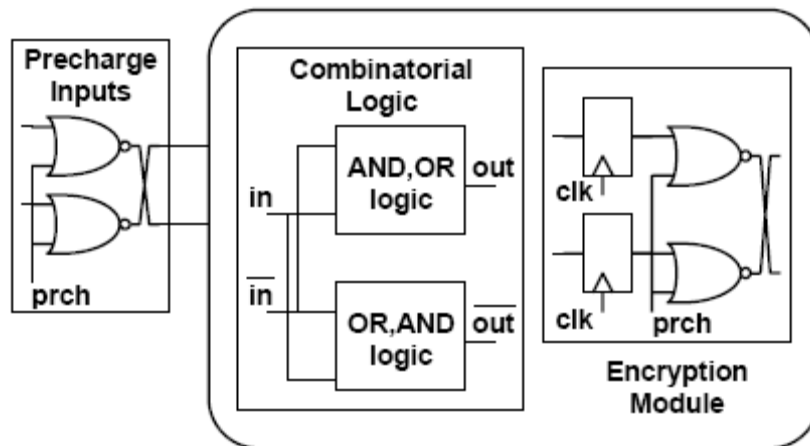 Precharge
Inputs
prch
Combinatorial
Logic
in
in
AND,OR
logic
out
OR,AND
logic
out
clk
clk
prch
Encryption
Module